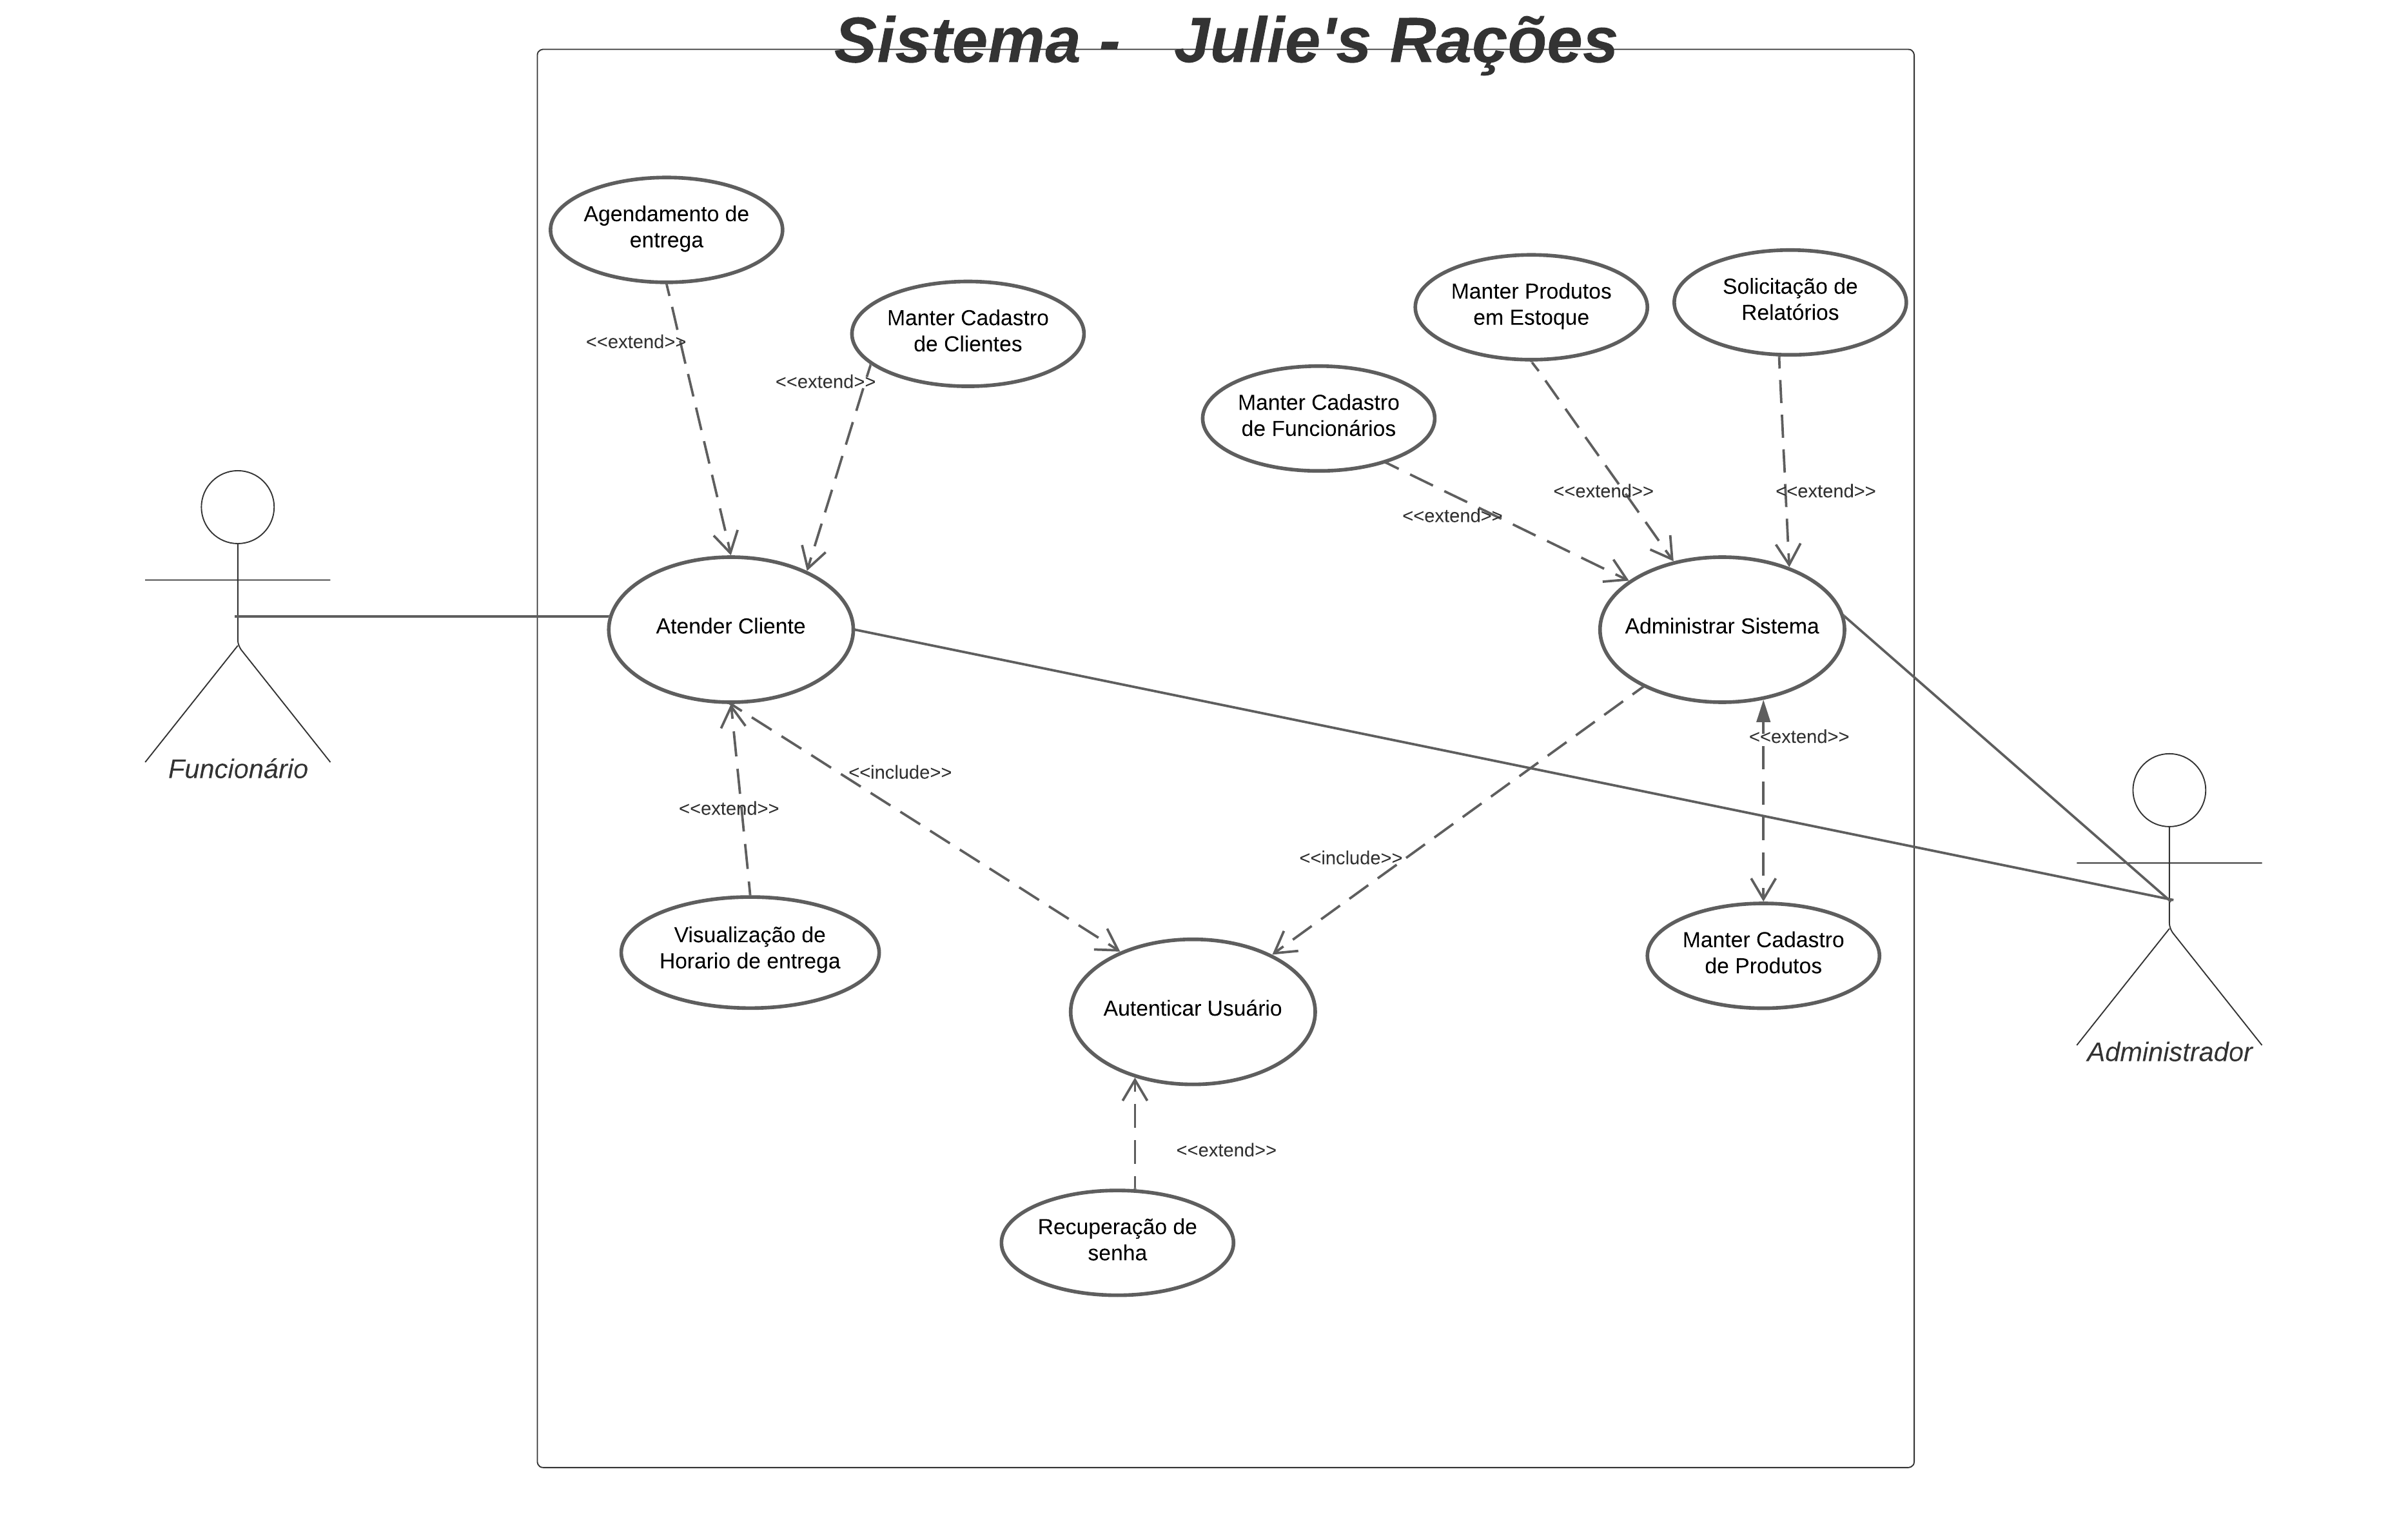 Sistema - Julie's Rações
Agendamento de
entrega
<<extend>>
Manter Cadastro
de Clientes
<<extend>>
Manter Produtos
em Estoque
Solicitação de
Relatórios
Manter Cadastro
de Funcionários
<<extend>>
<<extend>>
<<extend>>
Atender Cliente
Administrar Sistema
Funcionário
<<extend>>
<<include>>
<<extend>>
<<include>>
Visualização de
Horario de entrega
Manter Cadastro
de Produtos
Autenticar Usuário
Administrador
<<extend>>
Recuperação de
senha